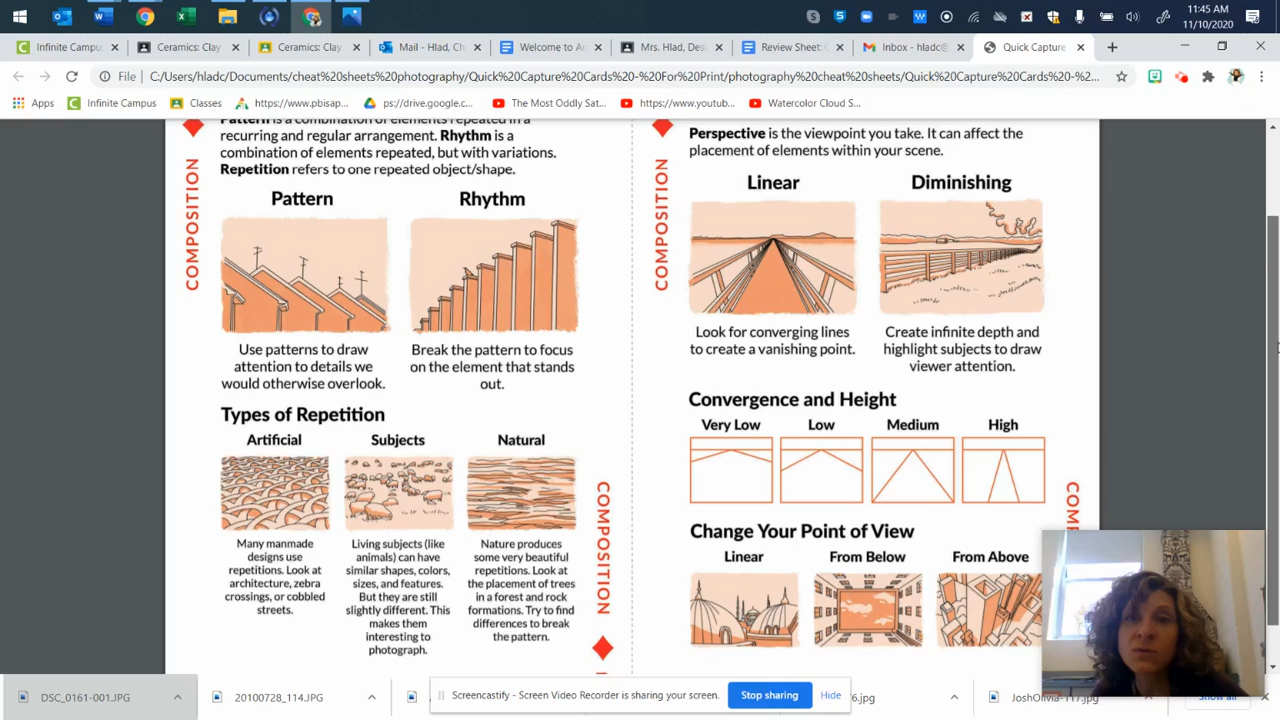 11:45 AM
11/10/2020
Infinite Campu
Ceramics: Clay
Ceramics: Clay
Mail - Hlad, Ch
Welcome to Ar
Mrs. Hlad, Desi
Review Sheet: C
Inbox - hladc@
Quick Capture
File
C:/Users/hladc/Documents/cheat%20sheets%20photography/Quick%20Capture%20Cards%20-%20For%20Print/photography%20cheat%20sheets/Quick%20Capture%20Cards%20-%2...
Apps
Infinite Campus
Classes
https://www.pbisap...
ps://drive.google.c...
The Most Oddly Sat...
https://www.youtub...
Watercolor Cloud S...
Pattern is a combination of elements repeated in a
recurring and regular arrangement. Rhythm is a
combination of elements repeated, but with variations.
Repetition refers to one repeated object/shape.
COMPOSITION
Pattern
Rhythm
Use patterns to draw
attention to details we
would otherwise overlook.
Break the pattern to focus
on the element that stands
out.
Types of Repetition
Artificial
Subjects
Natural
Many manmade
designs use
repetitions. Look at
architecture, zebra
crossings, or cobbled
streets.
Living subjects (like
animals) can have
similar shapes, colors,
sizes, and features.
But they are still
slightly different. This
makes them
interesting to
photograph.
Nature produces
some very beautiful
repetitions. Look at
the placement of trees
in a forest and rock
formations. Try to find
differences to break
the pattern.
COMPOSITION
Perspective is the viewpoint you take. It can affect the
placement of elements within your scene.
COMPOSITION
Linear
Diminishing
Look for converging lines
to create a vanishing point.
Create infinite depth and
highlight subjects to draw
viewer attention.
Convergence and Height
Very Low
Low
Medium
High
Change Your Point of View
Linear
From Below
From Above
DSC_0161-001.JPG
20100728_114.JPG
Screencastify - Screen Video Recorder is sharing your screen.
Stop sharing
Hide
6.jpg
JoshOlivia-117.jpg
Show all